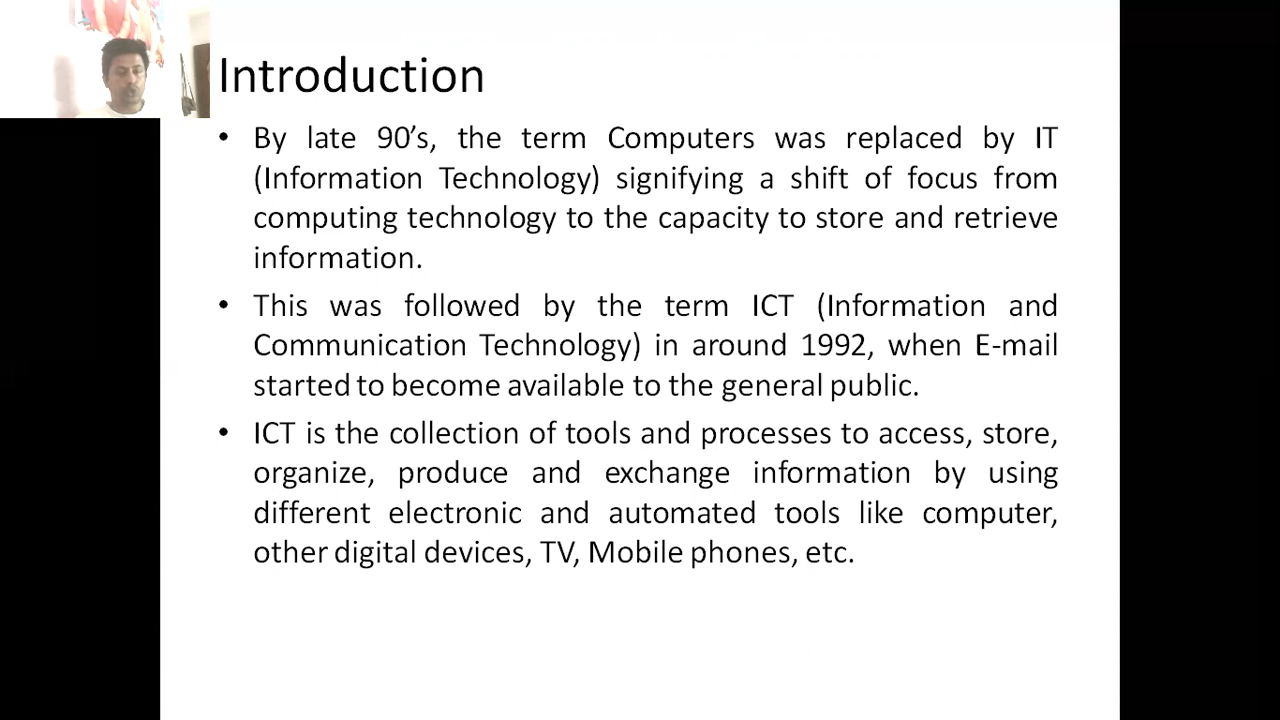 Introduction
• By late 90’s, the term Computers was replaced by IT
(Information Technology) signifying a shift of focus from
computing technology to the capacity to store and retrieve
information.
• This was followed by the term ICT (Information and
Communication Technology) in around 1992, when E-mail
started to become available to the general public.
• ICT is the collection of tools and processes to access, store,
organize, produce and exchange information by using
different electronic and automated tools like computer,
other digital devices, TV, Mobile phones, etc.